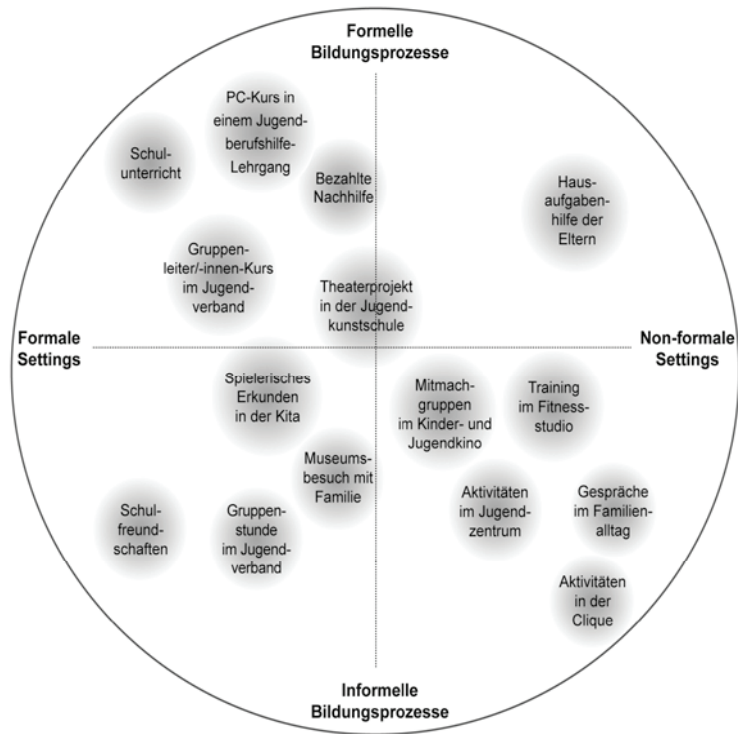 Formelle
Bildungsprozesse
PC-Kurs in
einem Jugend-
berufshilfe-
Lehrgang
Schul-
unterricht
Bezahlte
Nachhilfe
Haus-
aufgaben-
hilfe der
Eltern
Gruppen-
leiter/-innen-Kurs
im Jugend-
verband
Theaterprojekt
in der Jugend-
kunstschule
Formale
Settings
Non-formale
Settings
Spielerisches
Erkunden
in der Kita
Mitmach-
gruppen
im Kinder- und
Jugendkino
Training
im Fitness-
studio
Museums-
besuch mit
Familie
Schul-
freund-
schaften
Gruppen-
stunde
im Jugend-
verband
Aktivitäten
im Jugend-
zentrum
Gespräche
im Familien-
alltag
Aktivitäten
in der
Clique
Informelle
Bildungsprozesse